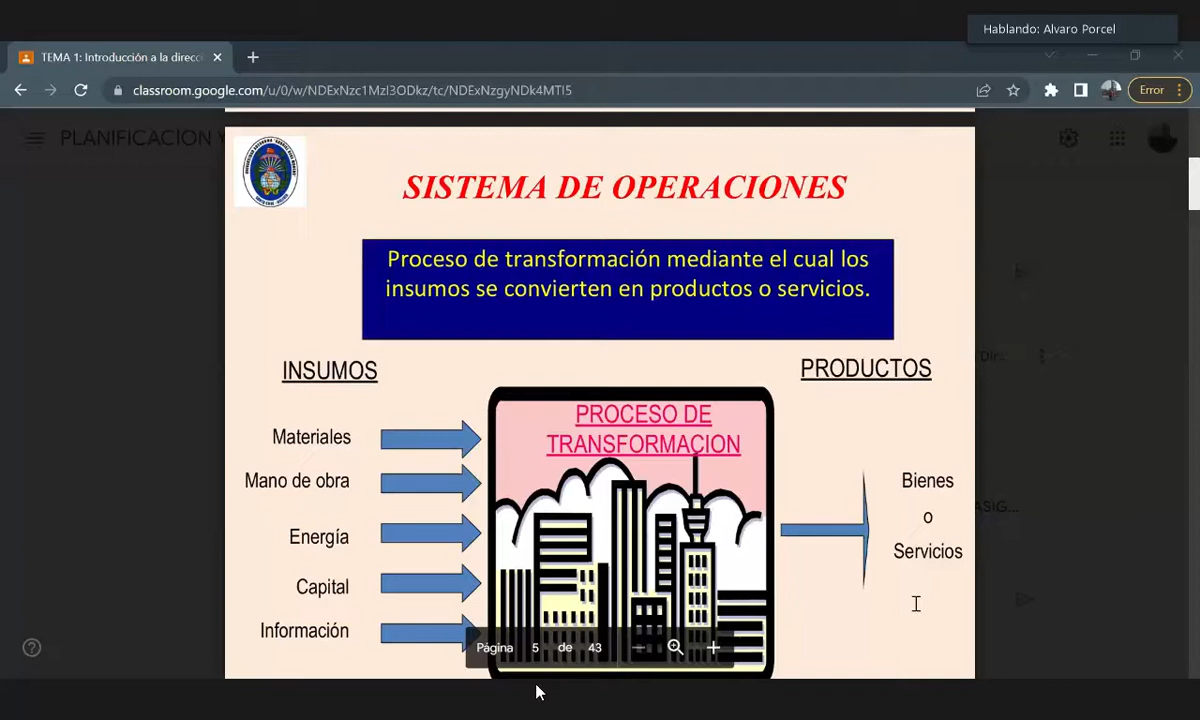 Hablando: Alvaro Porcel
TEMA 1: Introducción a la direcc
classroom.google.com/u/0/w/NDExNzc1MzI3ODkz/tc/NDExNzgyNDk4MTI5
Error
PLANIFICACION Y
SISTEMA DE OPERACIONES
Proceso de transformación mediante el cual los
insumos se convierten en productos o servicios.
INSUMOS
PRODUCTOS
PROCESO DE
TRANSFORMACION
Materiales
Mano de obra
Energía
Capital
Información
Bienes
o
Servicios
ASIG...
Página 5 de 43